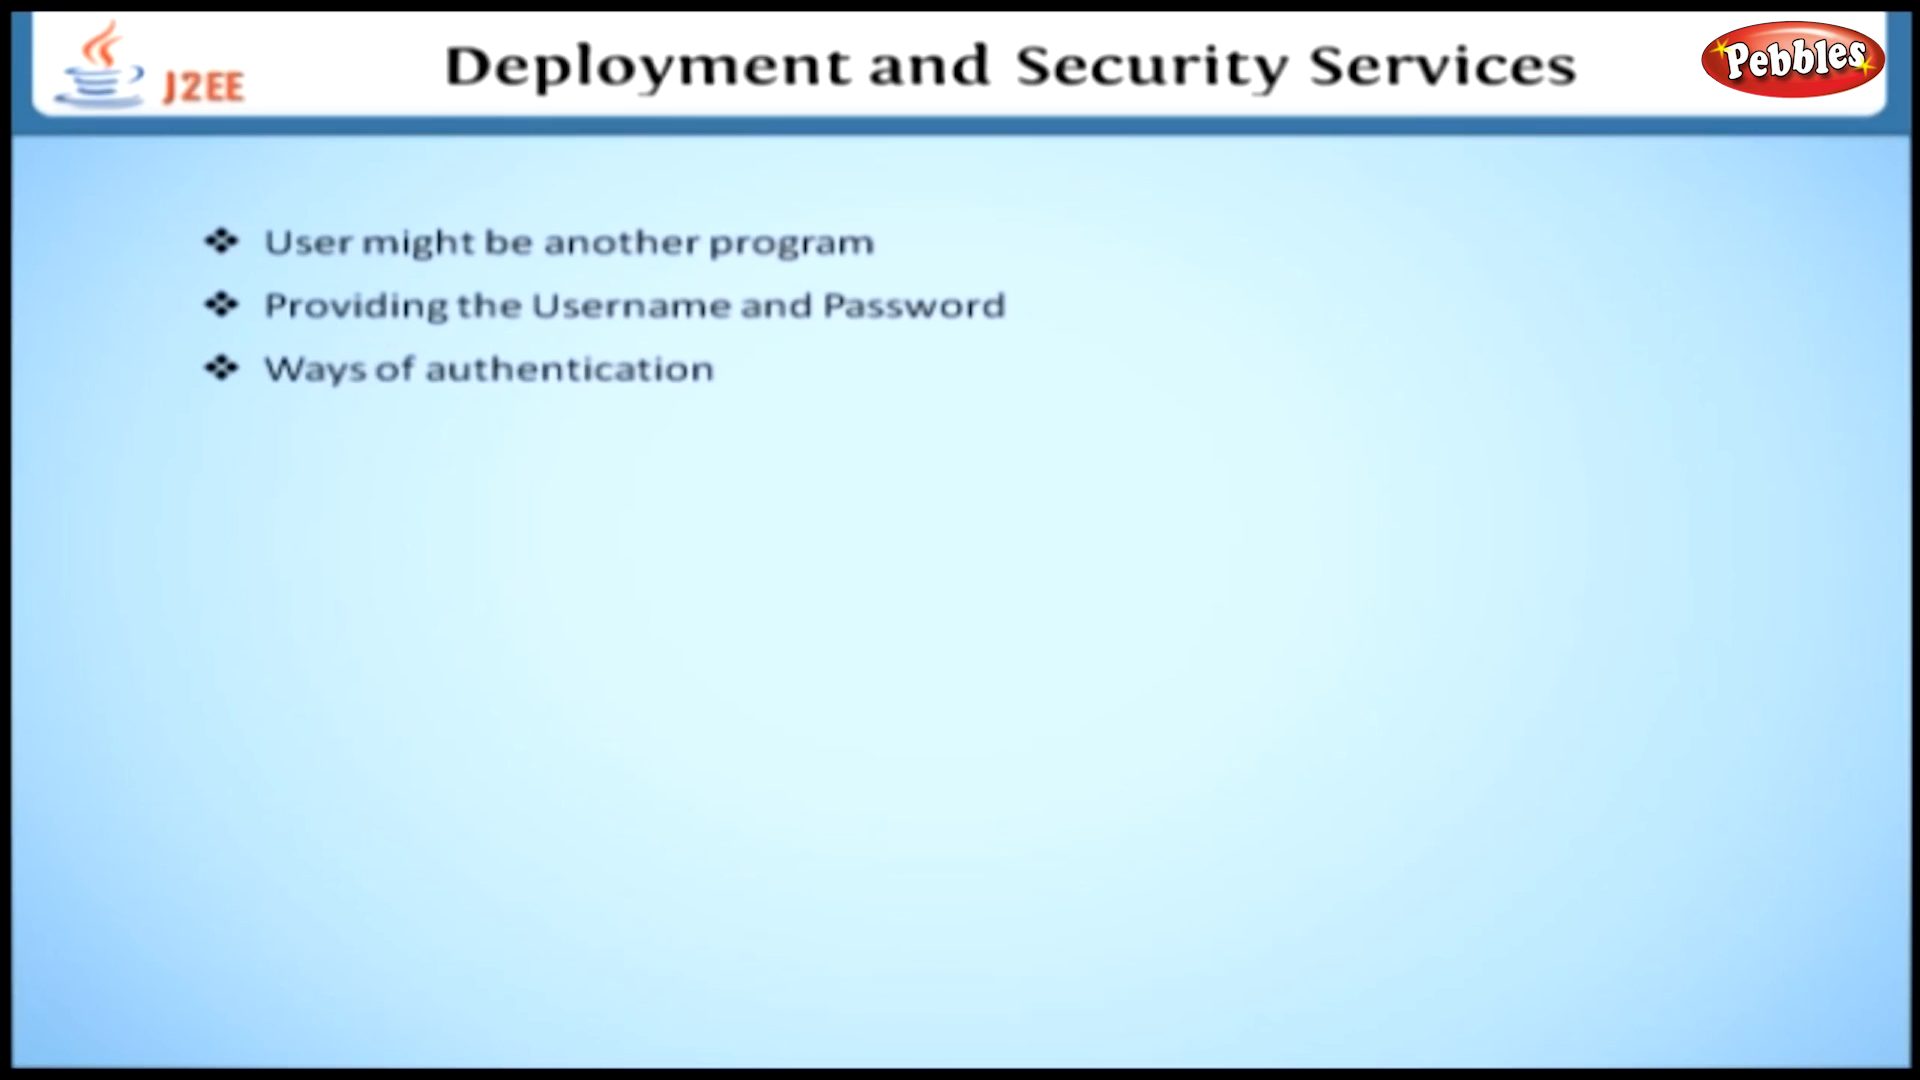 J2EE
Deployment and Security Services
Pebbles
User might be another program
Providing the Username and Password
Ways of authentication